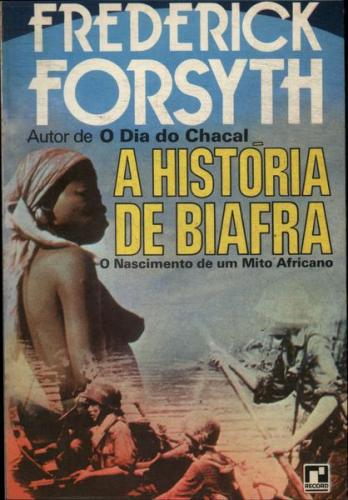 FREDERICK
FORSYTH
Autor de O Dia do Chacal
A HISTÓRIA
DE BIAFRA
O Nascimento de um Mito Africano
RECORD